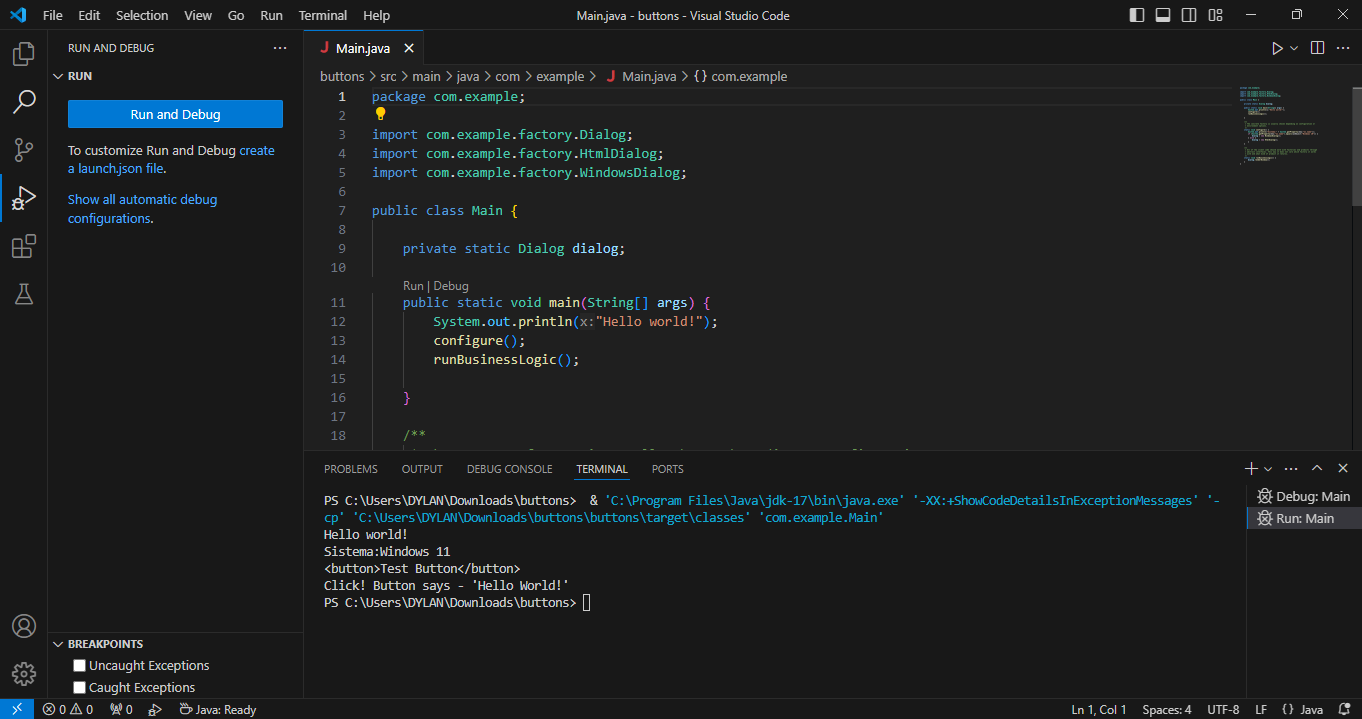 File Edit Selection View Go Run Terminal Help
Main.java - buttons - Visual Studio Code
RUN AND DEBUG
RUN
Run and Debug
To customize Run and Debug create
a launch.json file.
Show all automatic debug
configurations.
BREAKPOINTS
Uncaught Exceptions
Caught Exceptions
Main.java
buttons > src > main > java > com > example > Main.java > {} com.example
1 package com.example;
2
3 import com.example.factory.Dialog;
4 import com.example.factory.HtmlDialog;
5 import com.example.factory.WindowsDialog;
6
7 public class Main {
8
9 private static Dialog dialog;
10
Run | Debug
11 public static void main(String[] args) {
12 System.out.println(x:"Hello world!");
13 configure();
14 runBusinessLogic();
15
16 }
17
18 /**
PROBLEMS OUTPUT DEBUG CONSOLE TERMINAL PORTS
PS C:\Users\DYLAN\Downloads\buttons> & 'C:\Program Files\Java\jdk-17\bin\java.exe' '-XX:+ShowCodeDetailsInExceptionMessages' '-
cp' 'C:\Users\DYLAN\Downloads\buttons\buttons\target\classes' 'com.example.Main'
Hello world!
Sistema:Windows 11
<button>Test Button</button>
Click! Button says - 'Hello World!'
PS C:\Users\DYLAN\Downloads\buttons>
Debug: Main
Run: Main
0 0 0 Java: Ready
Ln 1, Col 1 Spaces: 4 UTF-8 LF {} Java